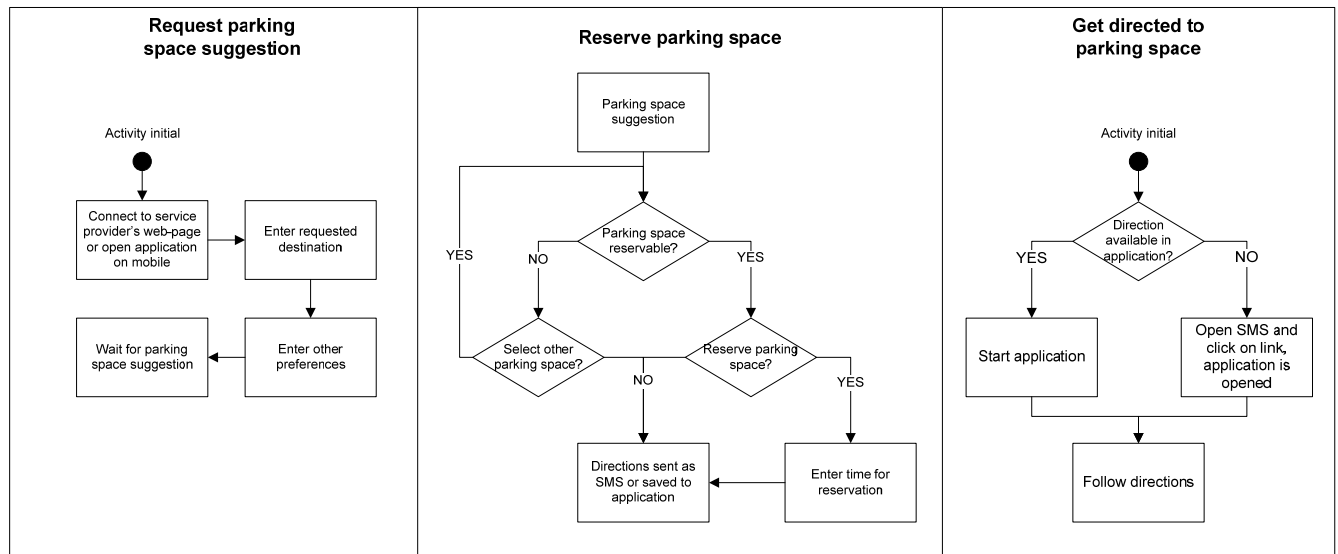 Request parking
space suggestion
Activity initial
Connect to service
provider's web-page
or open application
on mobile
Enter requested
destination
Wait for parking
space suggestion
Enter other
preferences
Reserve parking space
Parking space
suggestion
Parking space
reservable?
YES
NO
YES
Select other
parking space?
Reserve parking
space?
NO
YES
Directions sent as
SMS or saved to
application
Enter time for
reservation
Get directed to
parking space
Activity initial
Direction
available in
application?
YES
NO
Start application
Open SMS and
click on link,
application is
opened
Follow directions